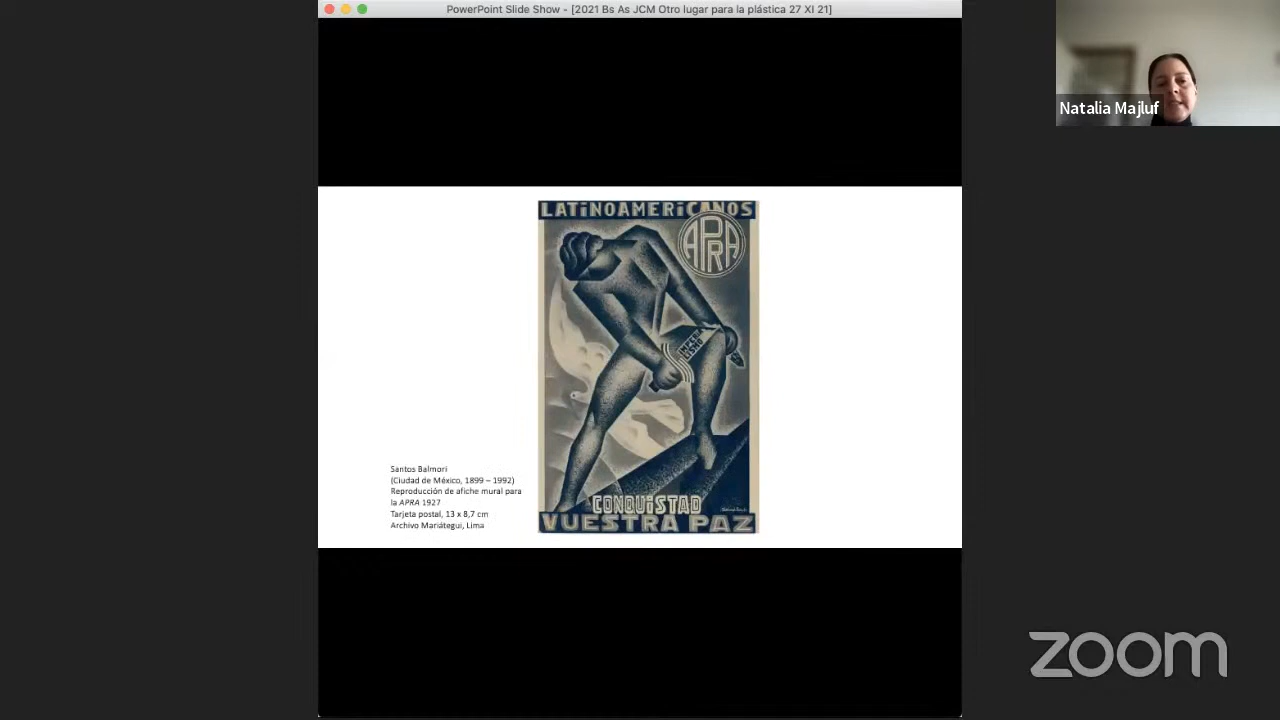 PowerPoint Slide Show - [2021 Bs As JCM Otro lugar para la plástica 27 XI 21]
Natalia Majluf
LATiNOAMERiCANOS
APRA
IMPERIA
LISMO
CONQUiSTAD
VUESTRA PAZ
Santos Balmori
(Ciudad de México, 1899 – 1992)
Reproducción de afiche mural para
la APRA 1927
Tarjeta postal, 13 x 8,7 cm
Archivo Mariátegui, Lima
zoom